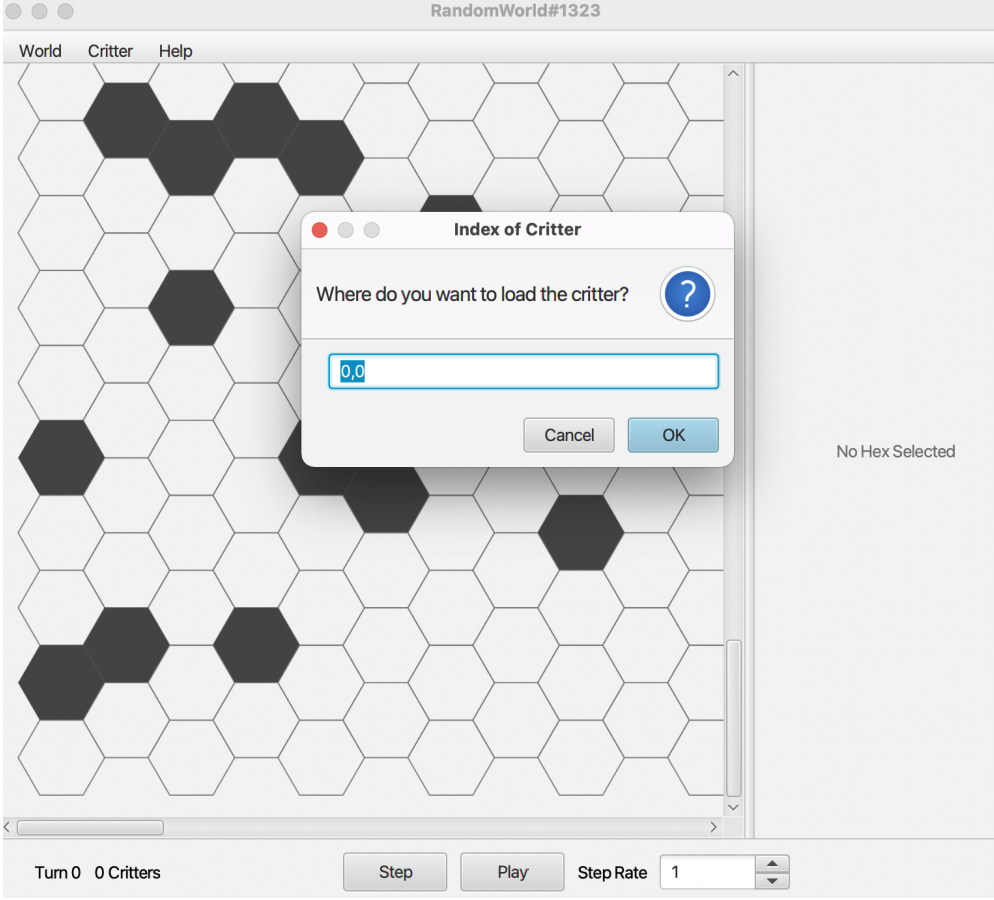 RandomWorld#1323
World Critter Help
Index of Critter
Where do you want to load the critter?
?
0,0
Cancel OK
No Hex Selected
Turn 0 0 Critters Step Play Step Rate 1